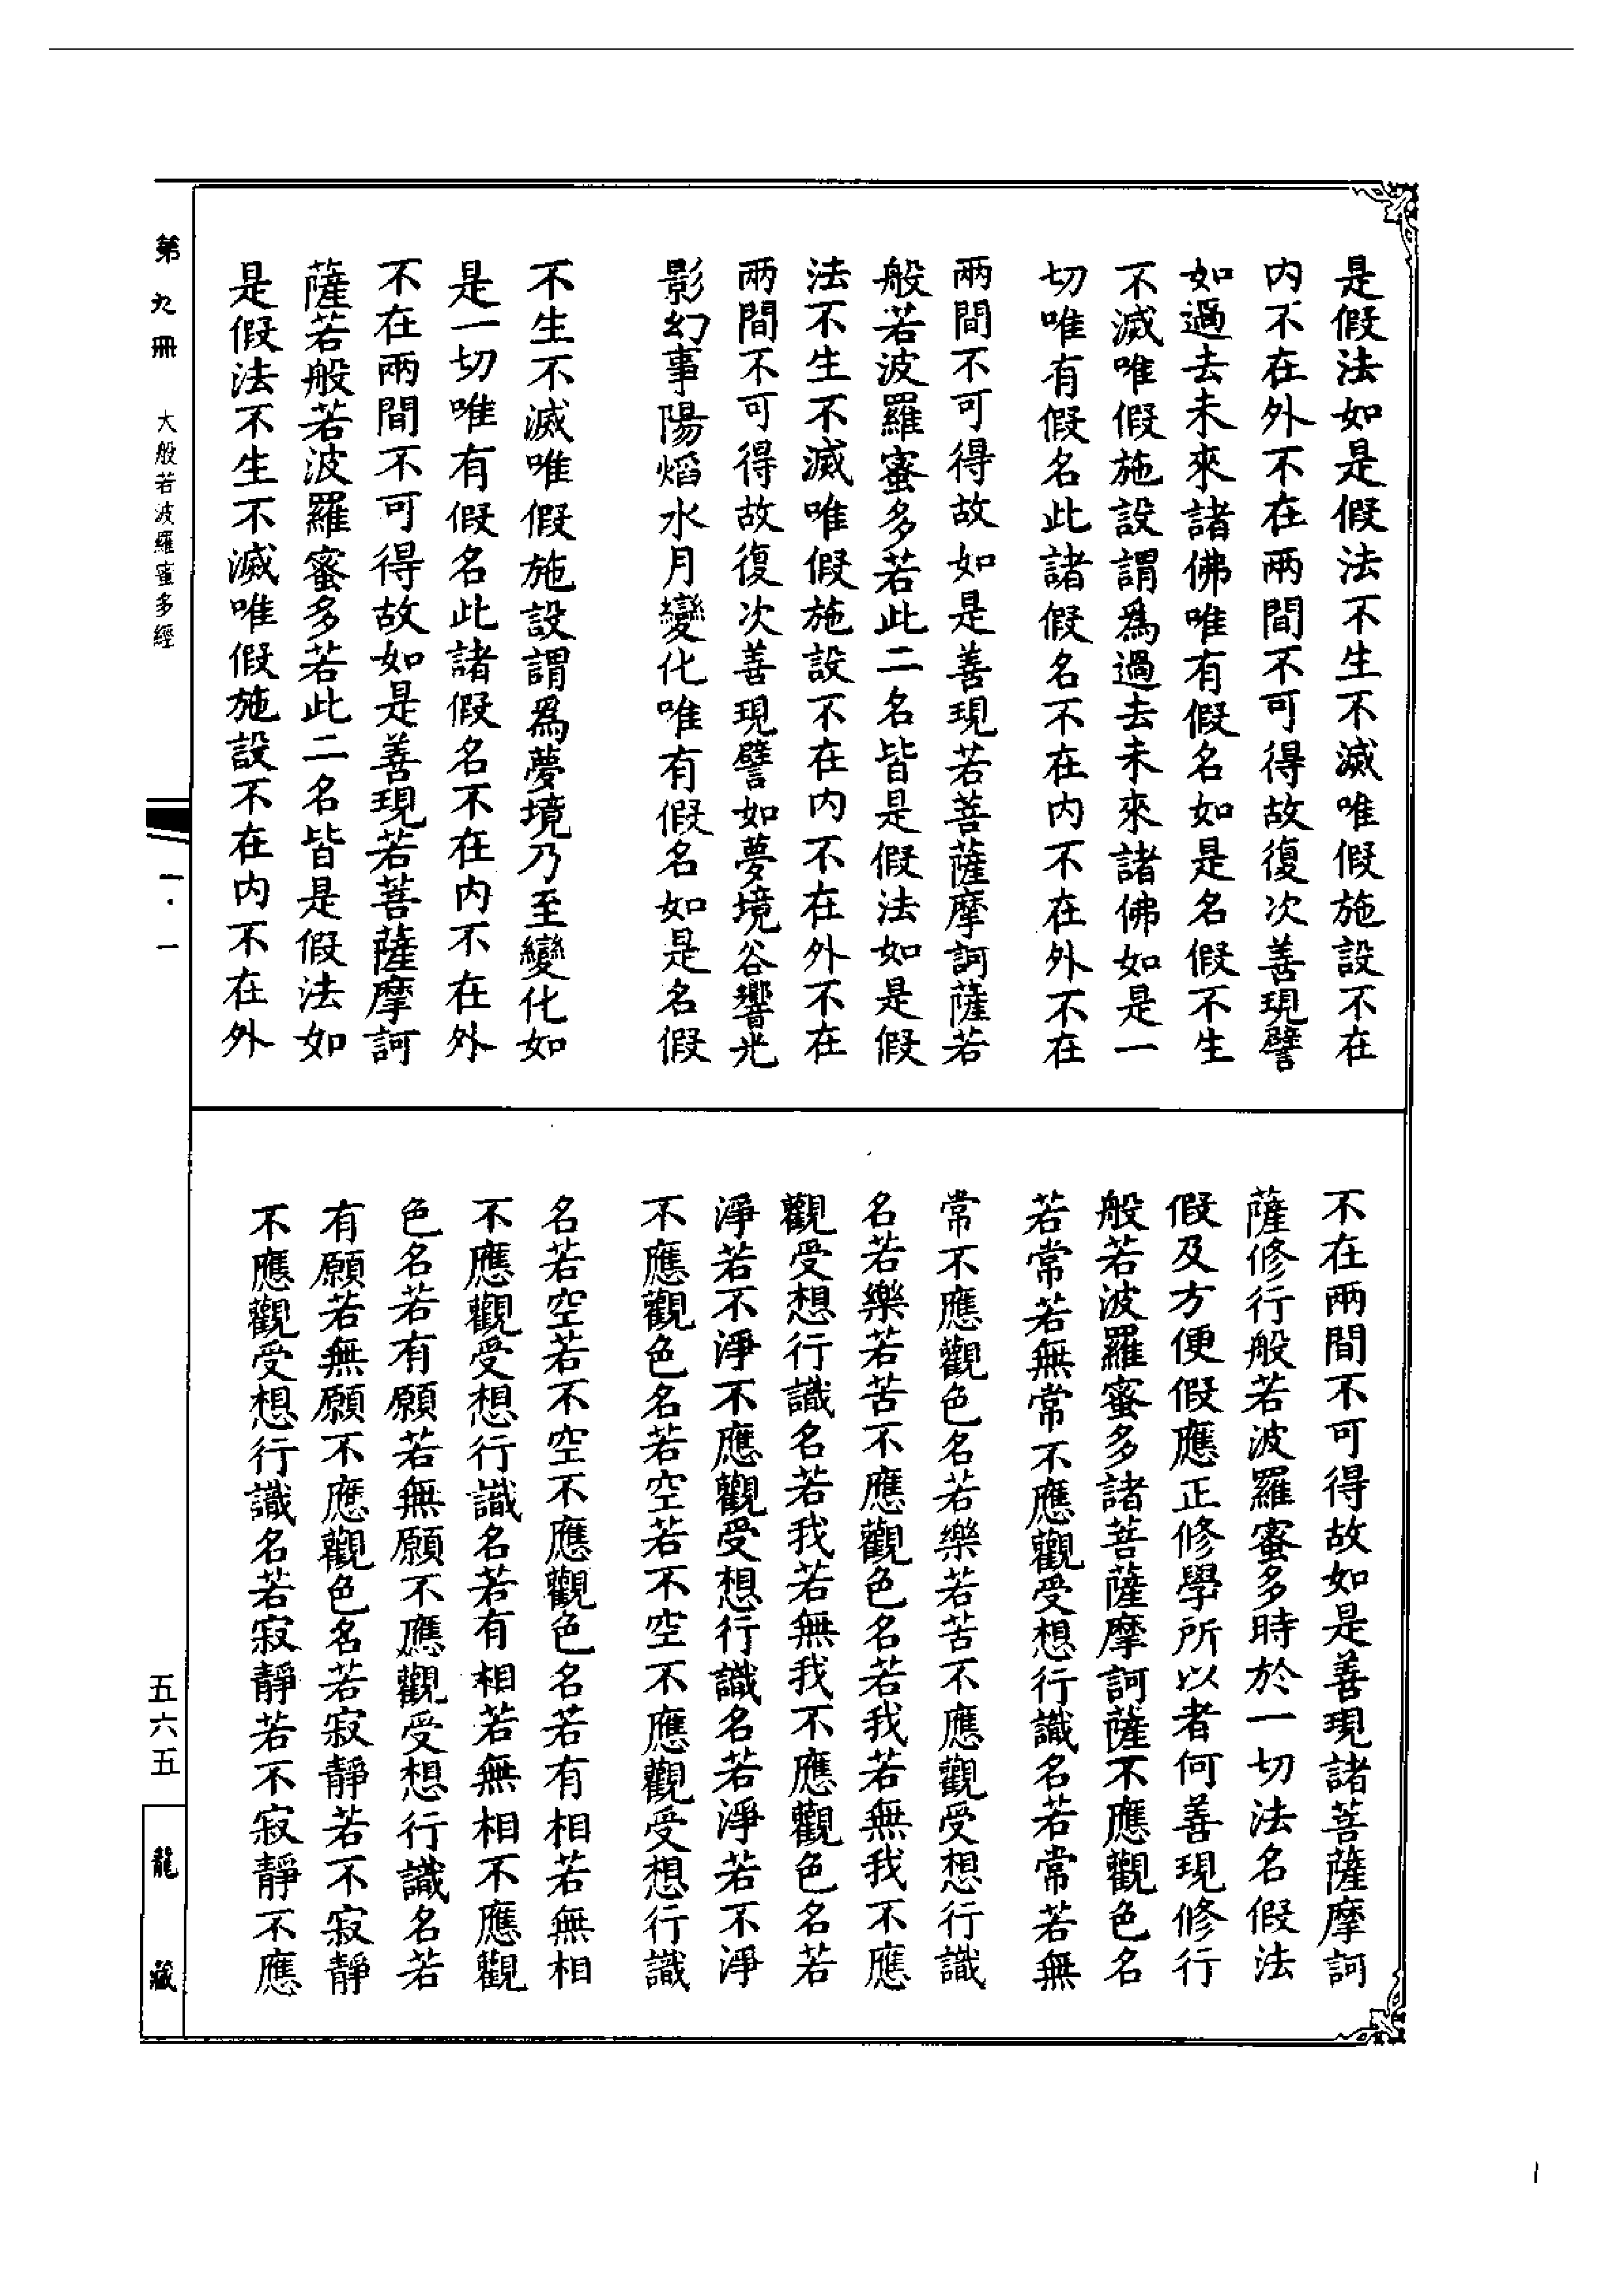 是假法如是假法不生不滅唯假施設不在
内不在外不在兩間不可得故復次善現譬
如過去未來諸佛唯有假名如是名假不生
不滅唯假施設謂爲過去未來諸佛如是一
切唯有假名此諸假名不在内不在外不在
兩間不可得故如是善現若菩薩摩訶薩若
般若波羅蜜多若此二名皆是假法如是假
法不生不滅唯假施設不在内不在外不在
兩間不可得故復次善現譬如夢境谷響光
影幻事陽焰水月變化唯有假名如是名假
不生不滅唯假施設謂爲夢境乃至變化如
是一切唯有假名此諸假名不在内不在外
不在兩間不可得故如是善現若菩薩摩訶
薩若般若波羅蜜多若此二名皆是假法如
是假法不生不滅唯假施設不在内不在外
不在兩間不可得故如是善現諸菩薩摩訶
薩修行般若波羅蜜多時於一切法名假法
假及方便假應正修學所以者何善現修行
般若波羅蜜多諸菩薩摩訶薩不應觀色名
若常若無常不應觀受想行識名若常若無
常不應觀色名若樂若苦不應觀受想行識
名若樂若苦不應觀色名若我若無我不應
觀受想行識名若我若無我不應觀色名若
淨若不淨不應觀受想行識名若淨若不淨
不應觀色名若空若不空不應觀受想行識
名若空若不空不應觀色名若有相若無相
不應觀受想行識名若有相若無相不應觀
色名若有願若無願不應觀受想行識名若
有願若無願不應觀色名若寂靜若不寂靜
不應觀受想行識名若寂靜若不寂靜不應
第九冊 大般若波羅蜜多經 一·一
五六五
龍藏